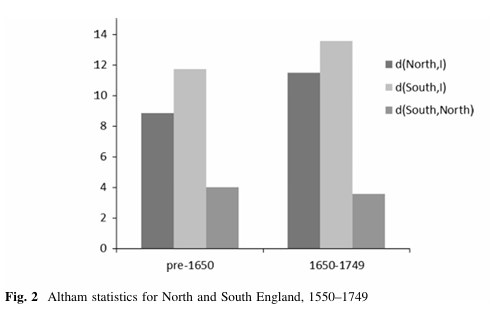 14
12
10
8
6
4
2
0
d(North,I)
d(South,I)
d(South,North)
pre-1650
1650-1749
Fig. 2 Altham statistics for North and South England, 1550–1749